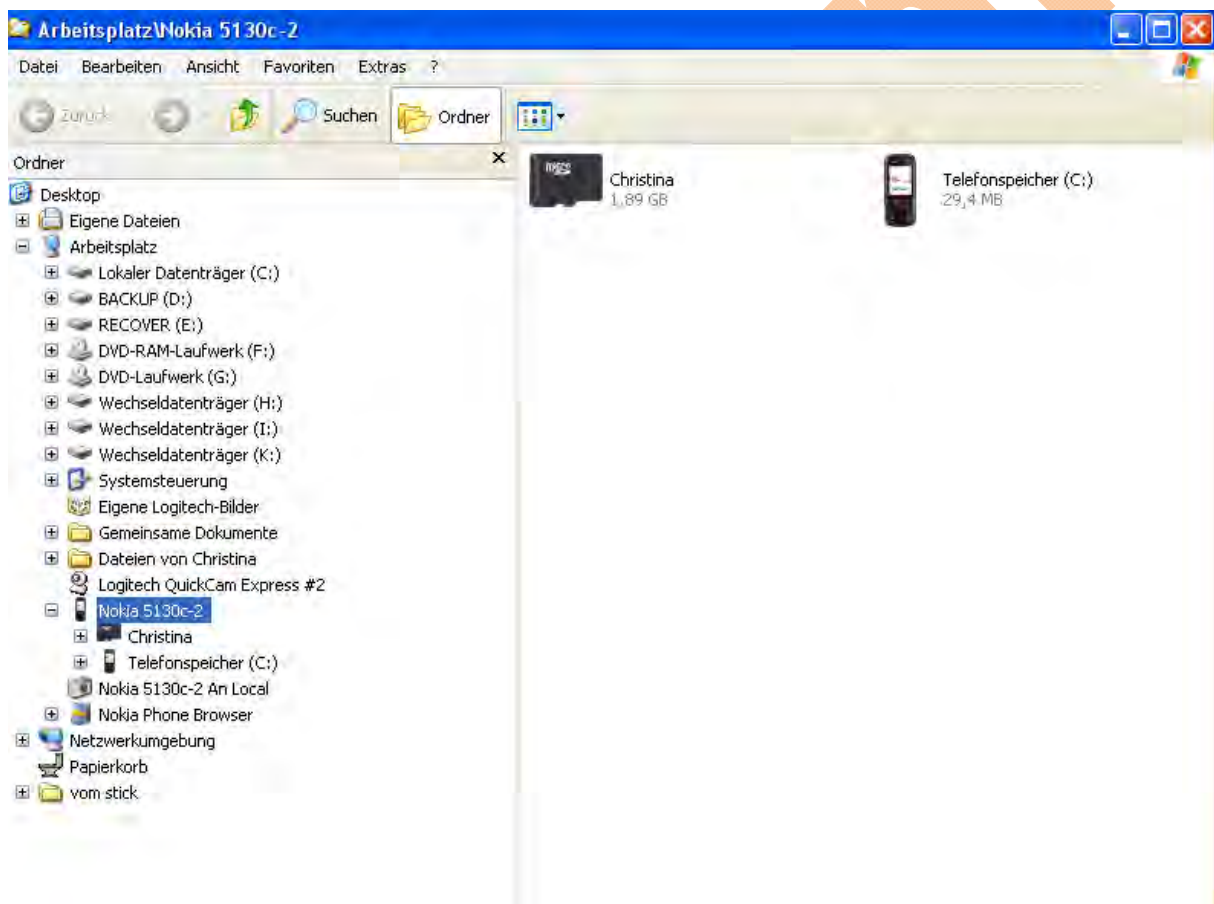 Arbeitsplatz\Nokia 5130c-2
Datei Bearbeiten Ansicht Favoriten Extras ?
Zurück Suchen Ordner
Ordner
Desktop
Eigene Dateien
Arbeitsplatz
Lokaler Datenträger (C:)
BACKUP (D:)
RECOVER (E:)
DVD-RAM-Laufwerk (F:)
DVD-Laufwerk (G:)
Wechseldatenträger (H:)
Wechseldatenträger (I:)
Wechseldatenträger (K:)
Systemsteuerung
Eigene Logitech-Bilder
Gemeinsame Dokumente
Dateien von Christina
Logitech QuickCam Express #2
Nokia 5130c-2
Christina
Telefonspeicher (C:)
Nokia 5130c-2 An Local
Nokia Phone Browser
Netzwerkumgebung
Papierkorb
vom stick
Christina
1,89 GB
Telefonspeicher (C:)
29,4 MB